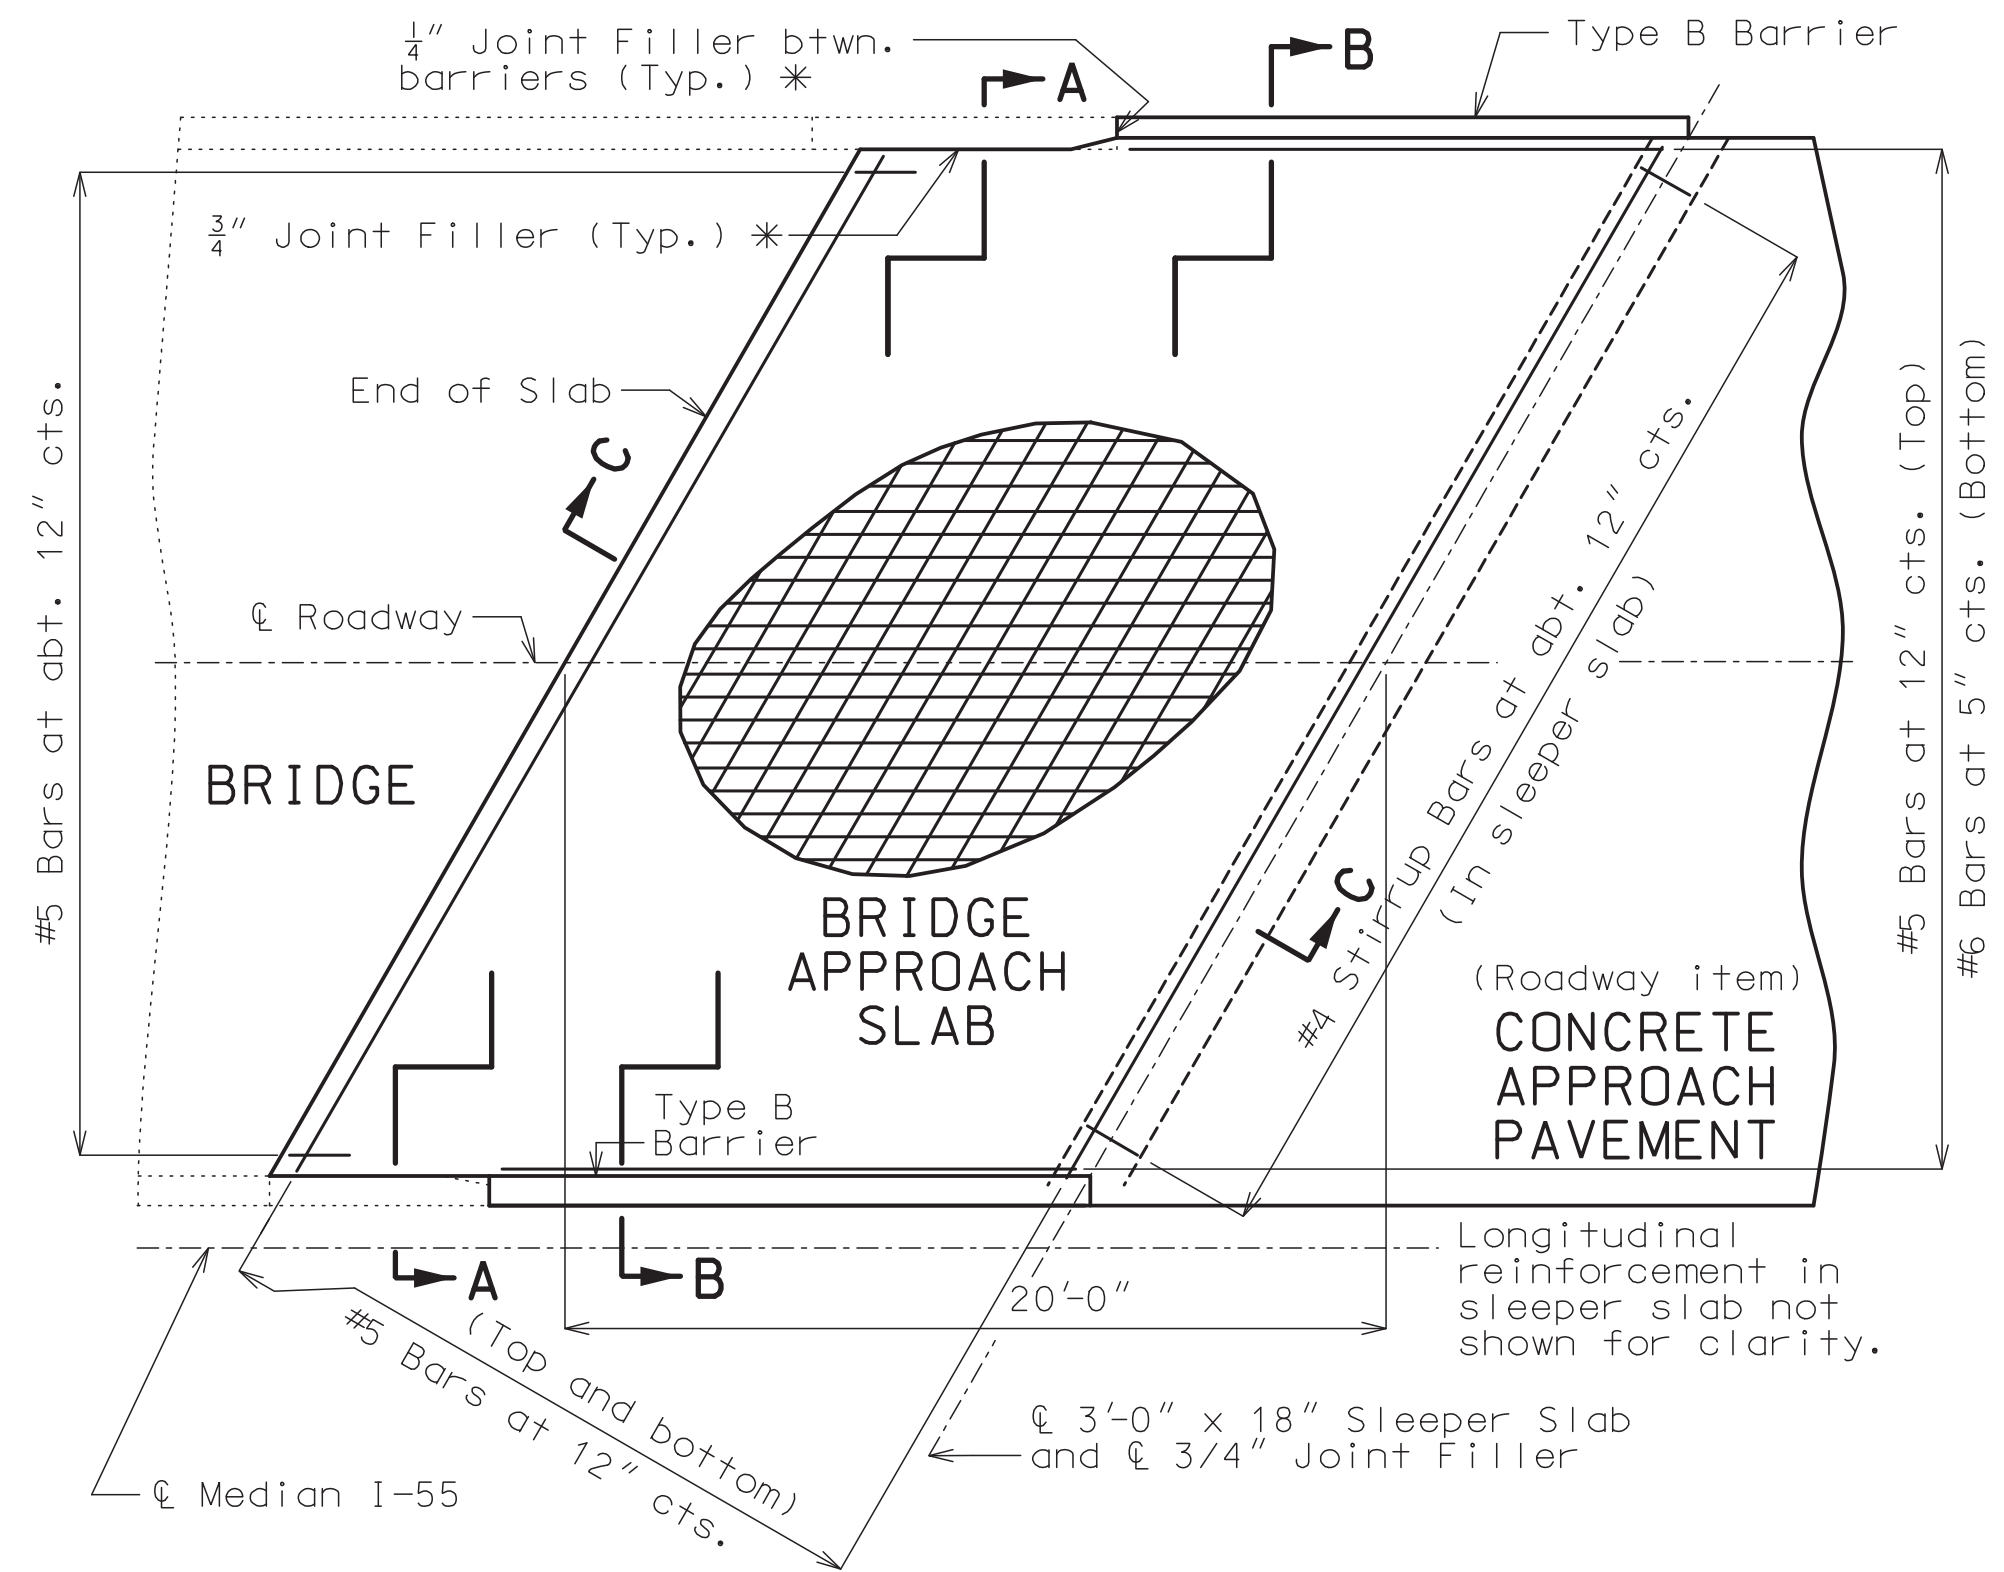 ¼" Joint Filler btwn.
barriers (Typ.) ✳
A
B
Type B Barrier
¾" Joint Filler (Typ.) ✳
End of Slab
C
℄ Roadway
#5 Bars at abt. 12" cts.
BRIDGE
BRIDGE
APPROACH
SLAB
#4 Stirrup Bars at abt. 12" cts.
(In sleeper slab)
C
#5 Bars at 12" cts. (Top)
#6 Bars at 5" cts. (Bottom)
(Roadway item)
CONCRETE
APPROACH
PAVEMENT
Type B
Barrier
A
B
20'-0"
Longitudinal
reinforcement in
sleeper slab not
shown for clarity.
(Top and bottom)
#5 Bars at 12" cts.
℄ 3'-0" x 18" Sleeper Slab
and ℄ 3/4" Joint Filler
℄ Median I-55